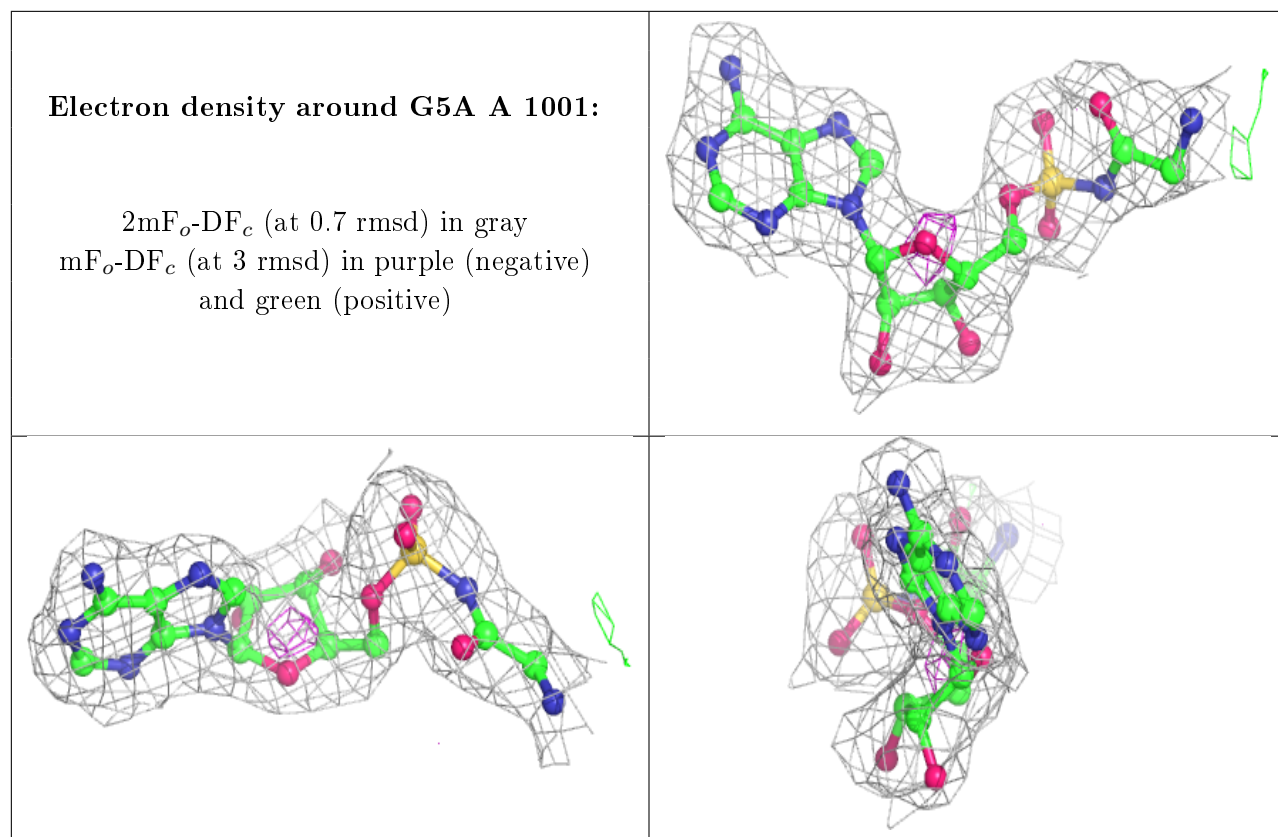 Electron density around G5A A 1001:
2mFo-DFc (at 0.7 rmsd) in gray
mFo-DFc (at 3 rmsd) in purple (negative)
and green (positive)